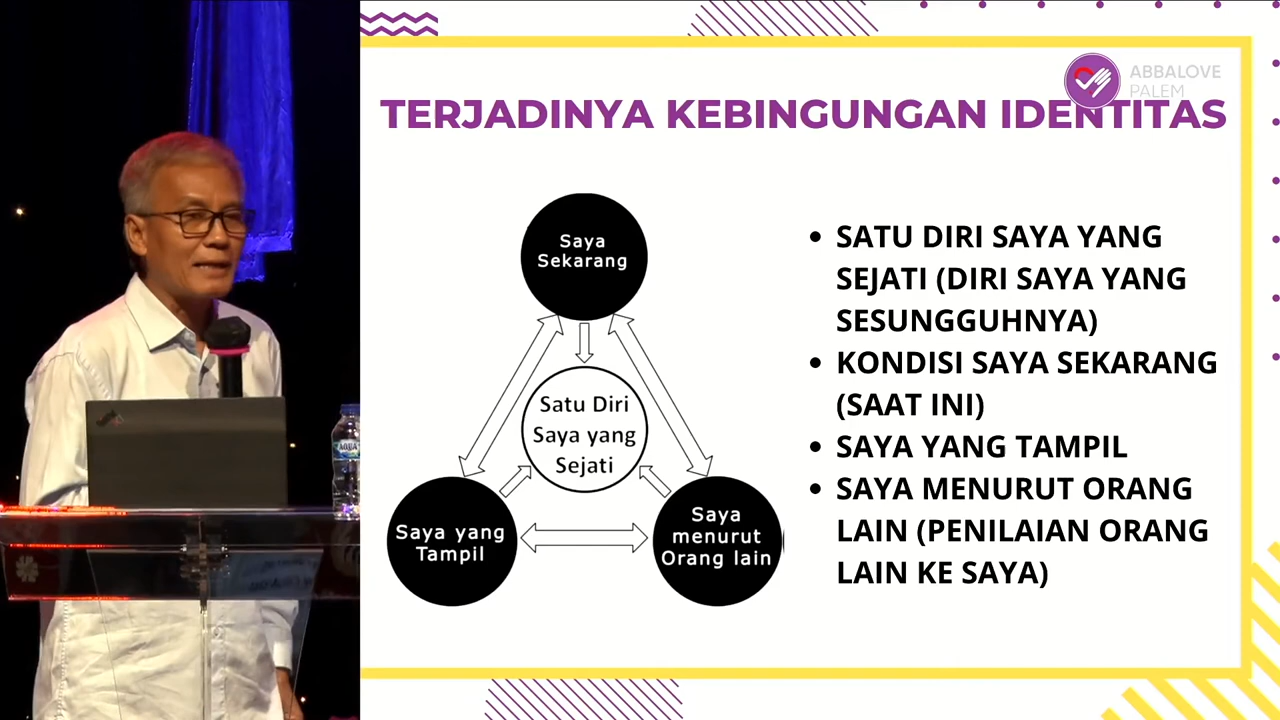 ABBALOVE
PALEM
TERJADINYA KEBINGUNGAN IDENTITAS
Saya
Sekarang
Satu Diri
Saya yang
Sejati
Saya yang
Tampil
Saya
menurut
Orang lain
SATU DIRI SAYA YANG
SEJATI (DIRI SAYA YANG
SESUNGGUHNYA)
KONDISI SAYA SEKARANG
(SAAT INI)
SAYA YANG TAMPIL
SAYA MENURUT ORANG
LAIN (PENILAIAN ORANG
LAIN KE SAYA)
AQUA